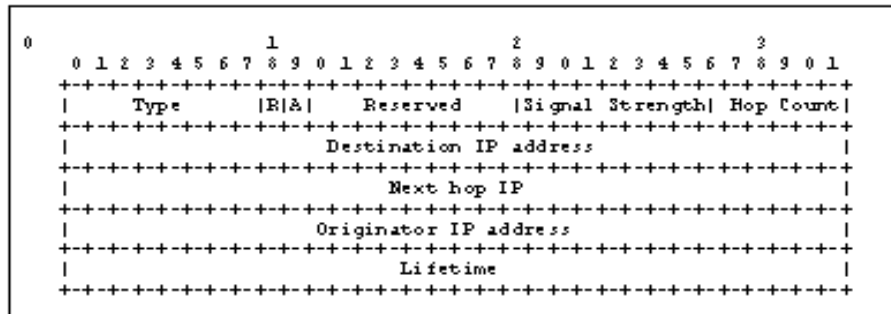 0 1 2 3
0 1 2 3 4 5 6 7 8 9 0 1 2 3 4 5 6 7 8 9 0 1 2 3 4 5 6 7 8 9 0 1
+-+-+-+-+-+-+-+-+-+-+-+-+-+-+-+-+-+-+-+-+-+-+-+-+-+-+-+-+-+-+-+-+
| Type |R|A| Reserved |Signal Strength| Hop Count|
+-+-+-+-+-+-+-+-+-+-+-+-+-+-+-+-+-+-+-+-+-+-+-+-+-+-+-+-+-+-+-+-+
| Destination IP address |
+-+-+-+-+-+-+-+-+-+-+-+-+-+-+-+-+-+-+-+-+-+-+-+-+-+-+-+-+-+-+-+-+
| Next hop IP |
+-+-+-+-+-+-+-+-+-+-+-+-+-+-+-+-+-+-+-+-+-+-+-+-+-+-+-+-+-+-+-+-+
| Originator IP address |
+-+-+-+-+-+-+-+-+-+-+-+-+-+-+-+-+-+-+-+-+-+-+-+-+-+-+-+-+-+-+-+-+
| Lifetime |
+-+-+-+-+-+-+-+-+-+-+-+-+-+-+-+-+-+-+-+-+-+-+-+-+-+-+-+-+-+-+-+-+